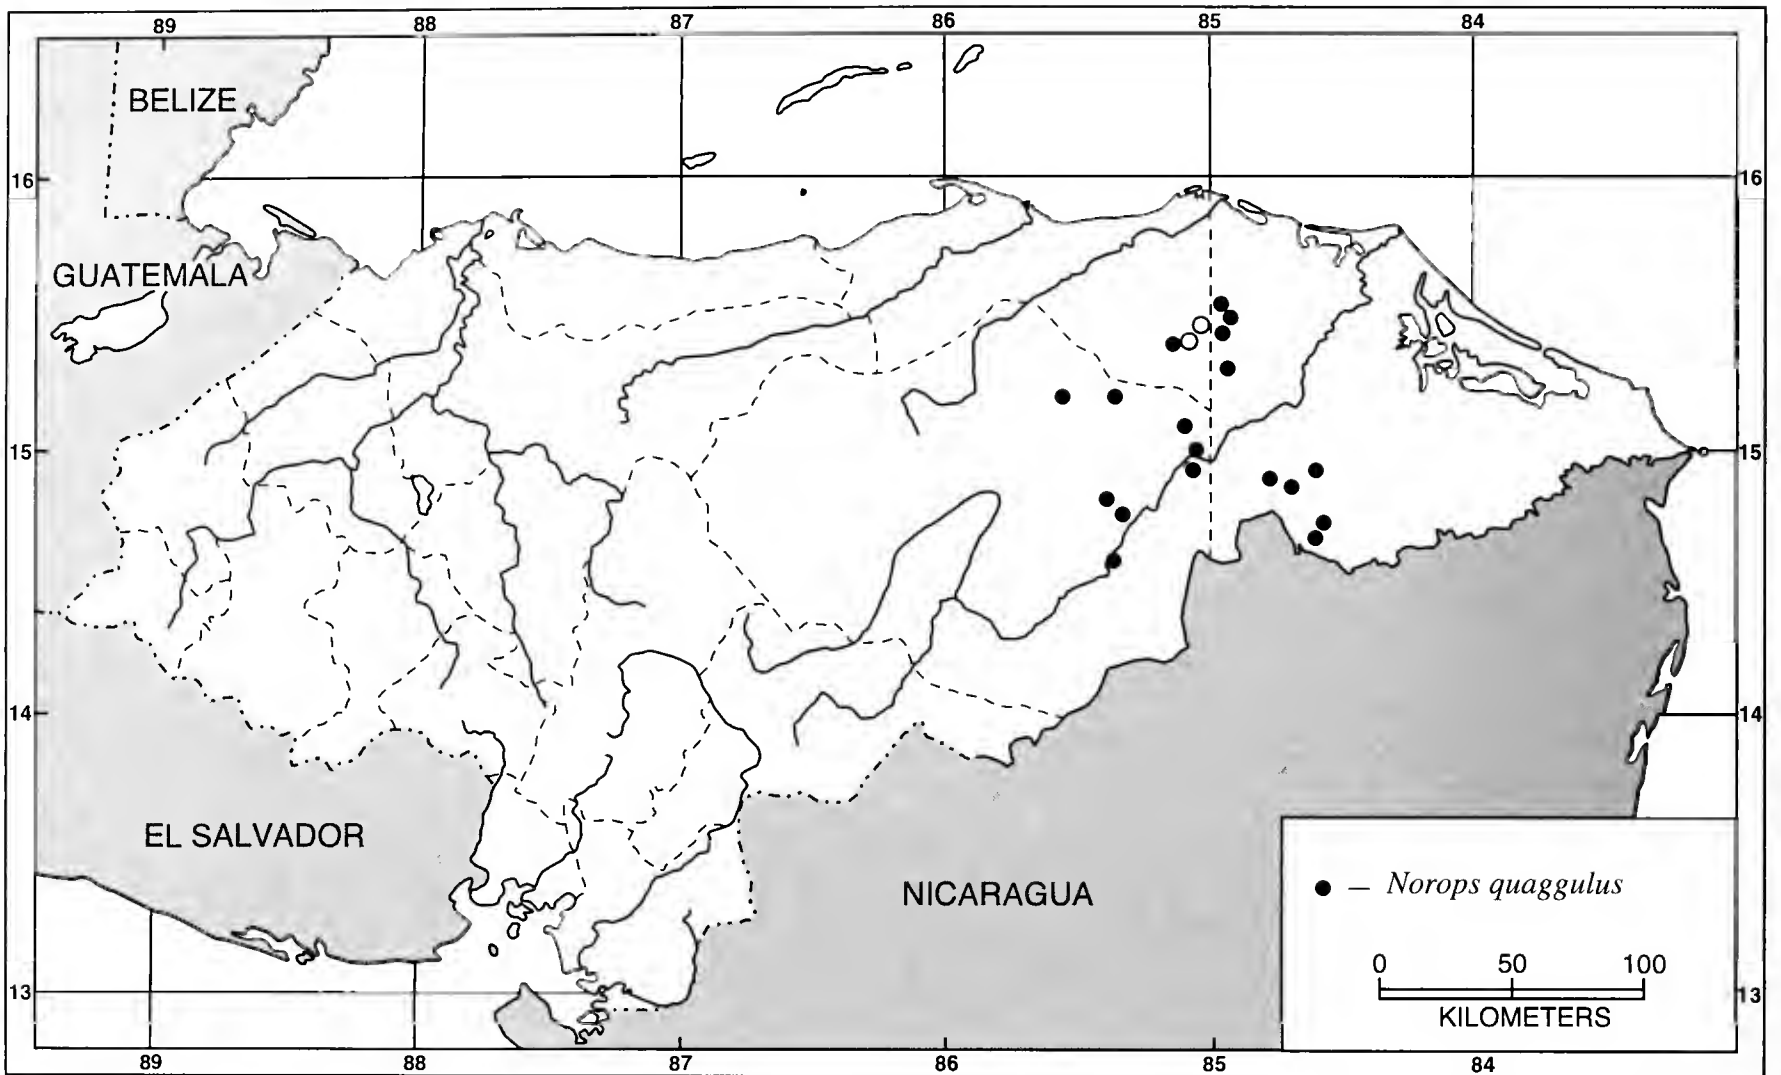 89 88 87 86 85 84
BELIZE
16 16
GUATEMALA
15 15
14 14
EL SALVADOR
NICARAGUA
● — Norops quaggulus
0 50 100
KILOMETERS
13 13
89 88 87 86 85 84